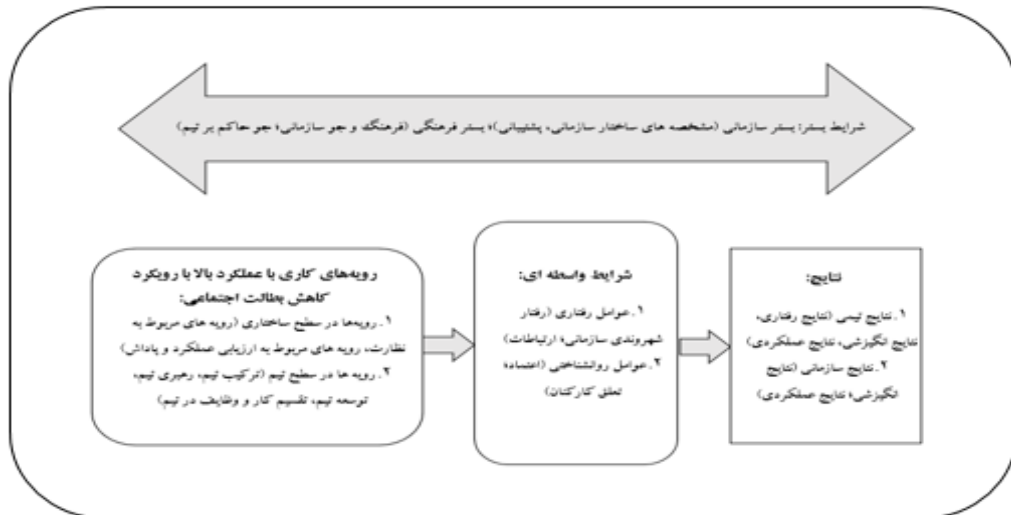 شرایط بستر: بستر سازمانی (مشخصه های ساختار سازمانی، پشتیبانی)؛ بستر فرهنگی (فرهنگ و جو سازمانی؛ جو حاکم بر تیم)
رویه‌های کاری با عملکرد بالا با رویکرد
کاهش بطالت اجتماعی:
۱. رویه‌ها در سطح ساختاری (رویه های مربوط به
نظارت، رویه های مربوط به ارزیابی عملکرد و پاداش)
۲. رویه ها در سطح تیم (ترکیب تیم، رهبری تیم،
توسعه تیم، تقسیم کار و وظایف در تیم)
شرایط واسطه ای:
۱. عوامل رفتاری (رفتار
شهروندی سازمانی؛ ارتباطات)
۲. عوامل روانشناختی (اعتماد؛
تعلق کارکنان)
نتایج:
۱. نتایج تیمی (نتایج رفتاری،
نتایج انگیزشی، نتایج عملکردی)
۲. نتایج سازمانی (نتایج
انگیزشی؛ نتایج عملکردی)